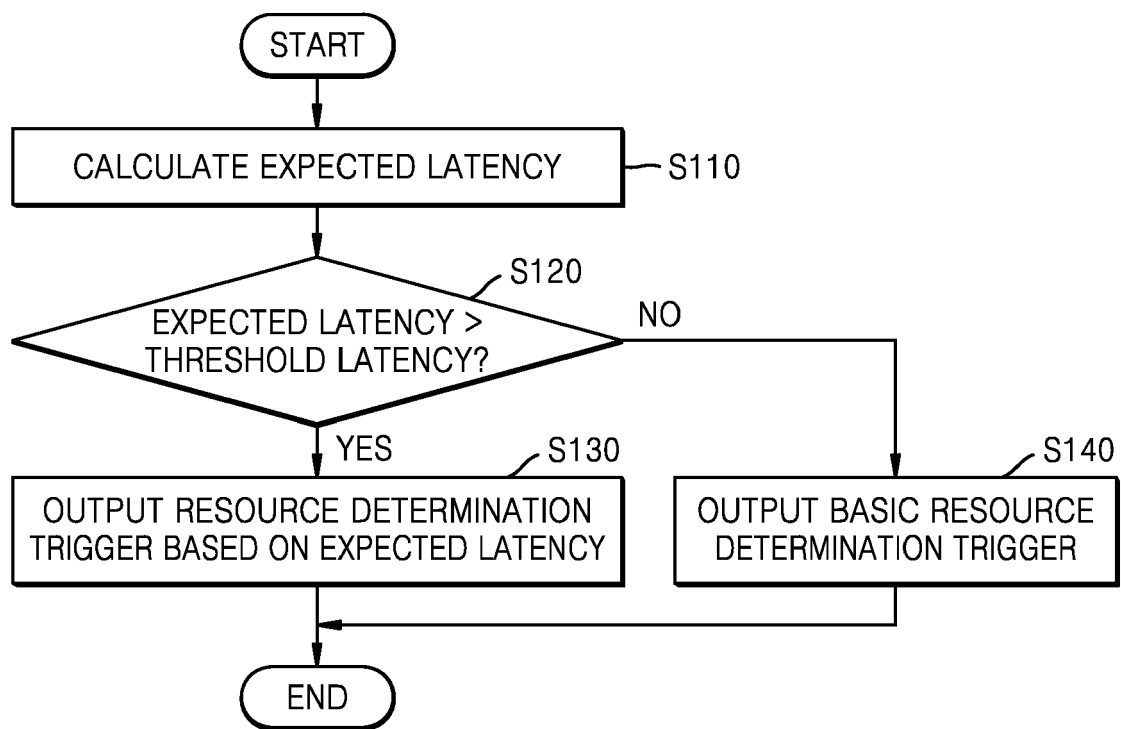 START
CALCULATE EXPECTED LATENCY
S110
S120
EXPECTED LATENCY >
THRESHOLD LATENCY?
NO
YES
S130
OUTPUT RESOURCE DETERMINATION
TRIGGER BASED ON EXPECTED LATENCY
S140
OUTPUT BASIC RESOURCE
DETERMINATION TRIGGER
END